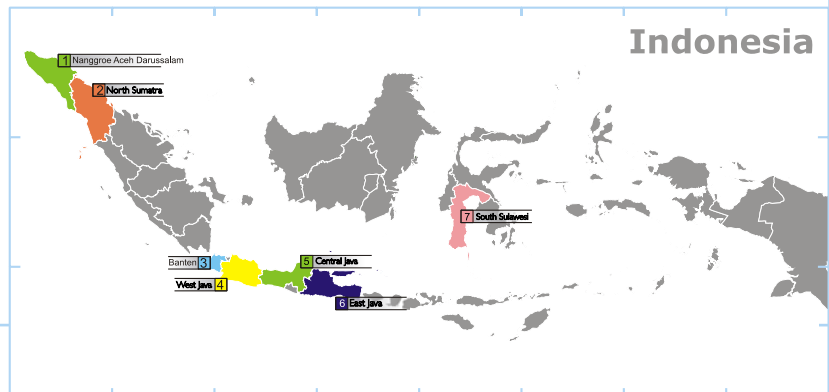 Indonesia
1 Nanggroe Aceh Darussalam
2 North Sumatra
7 South Sulawesi
Banten 3
5 Central Java
West Java 4
6 East Java